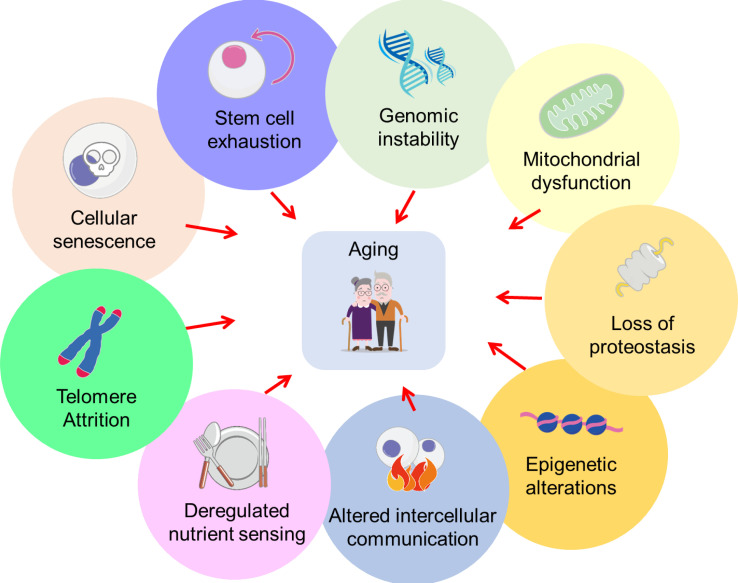 Stem cell
exhaustion
Genomic
instability
Mitochondrial
dysfunction
Cellular
senescence
Aging
Loss of
proteostasis
Telomere
Attrition
Epigenetic
alterations
Deregulated
nutrient sensing
Altered intercellular
communication